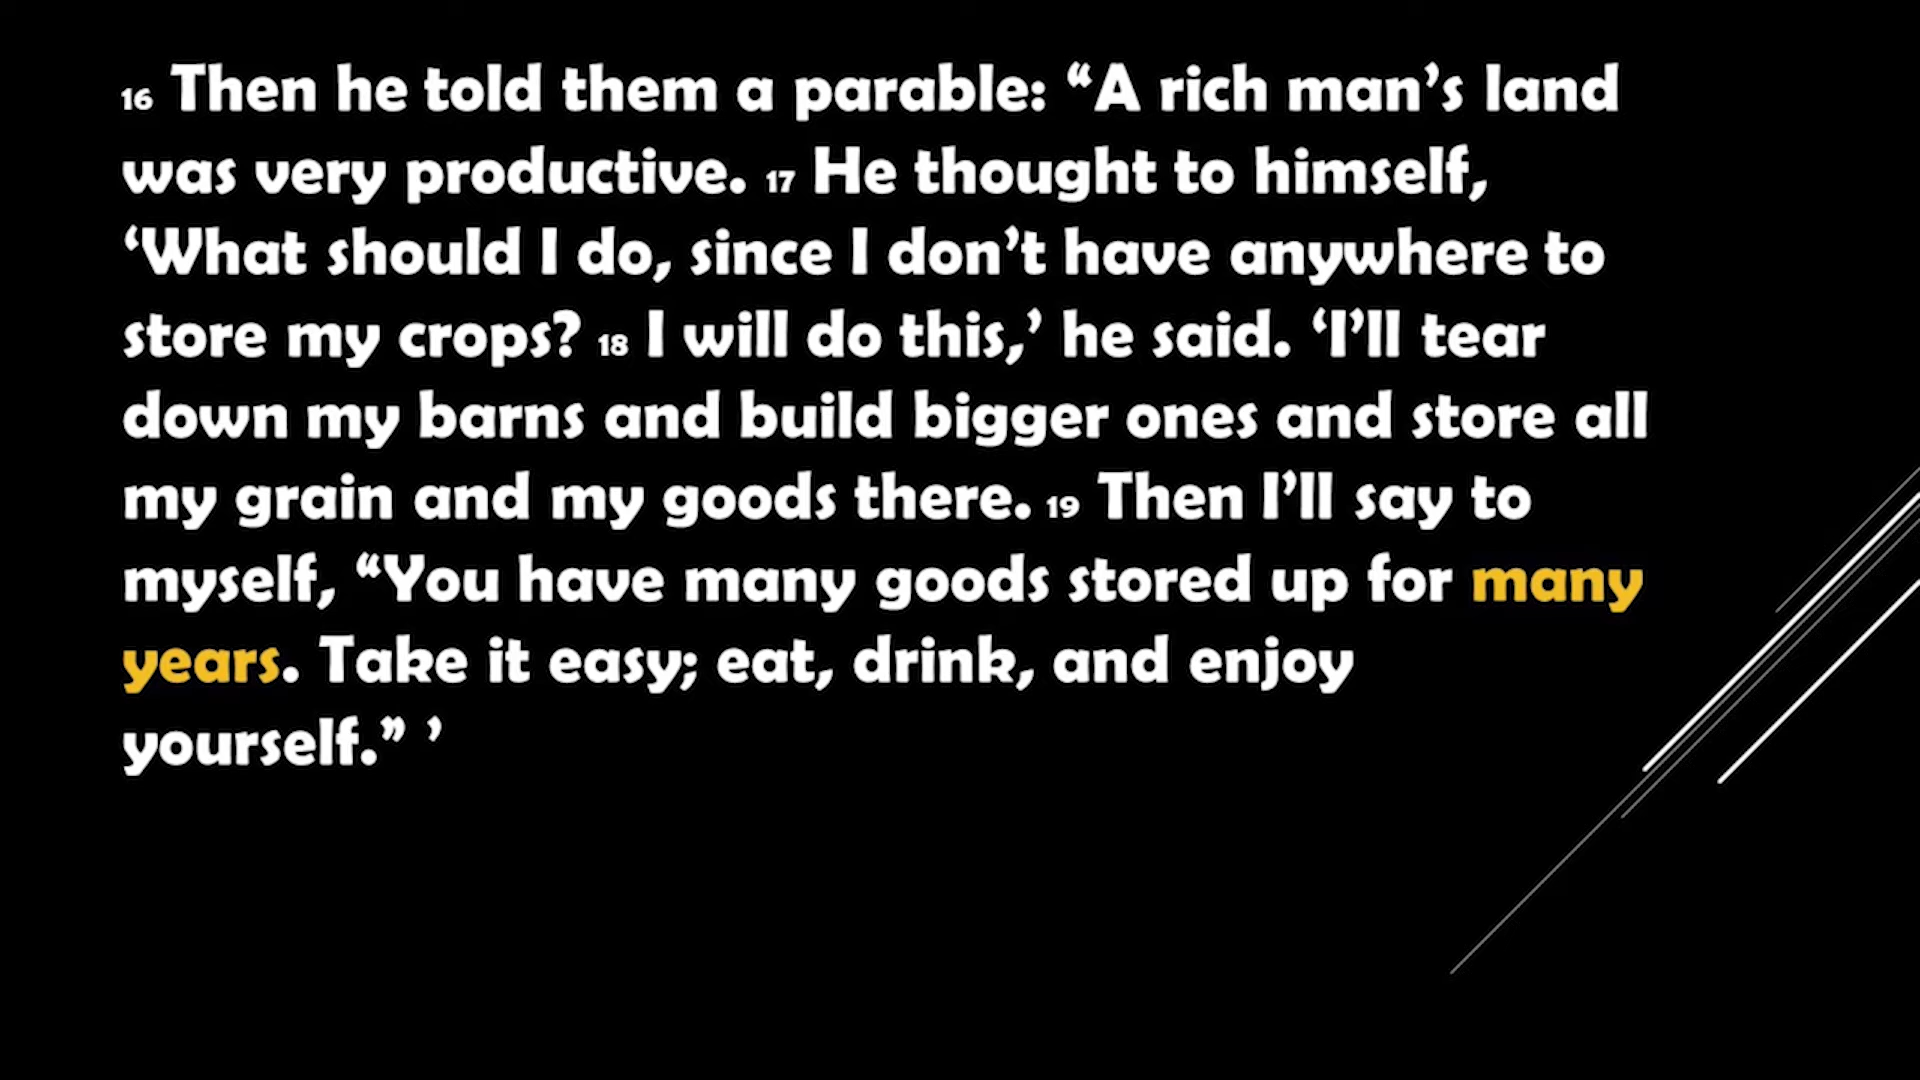 16 Then he told them a parable: “A rich man’s land
was very productive. 17 He thought to himself,
‘What should I do, since I don’t have anywhere to
store my crops? 18 I will do this,’ he said. ‘I’ll tear
down my barns and build bigger ones and store all
my grain and my goods there. 19 Then I’ll say to
myself, “You have many goods stored up for many
years. Take it easy; eat, drink, and enjoy
yourself.” ’